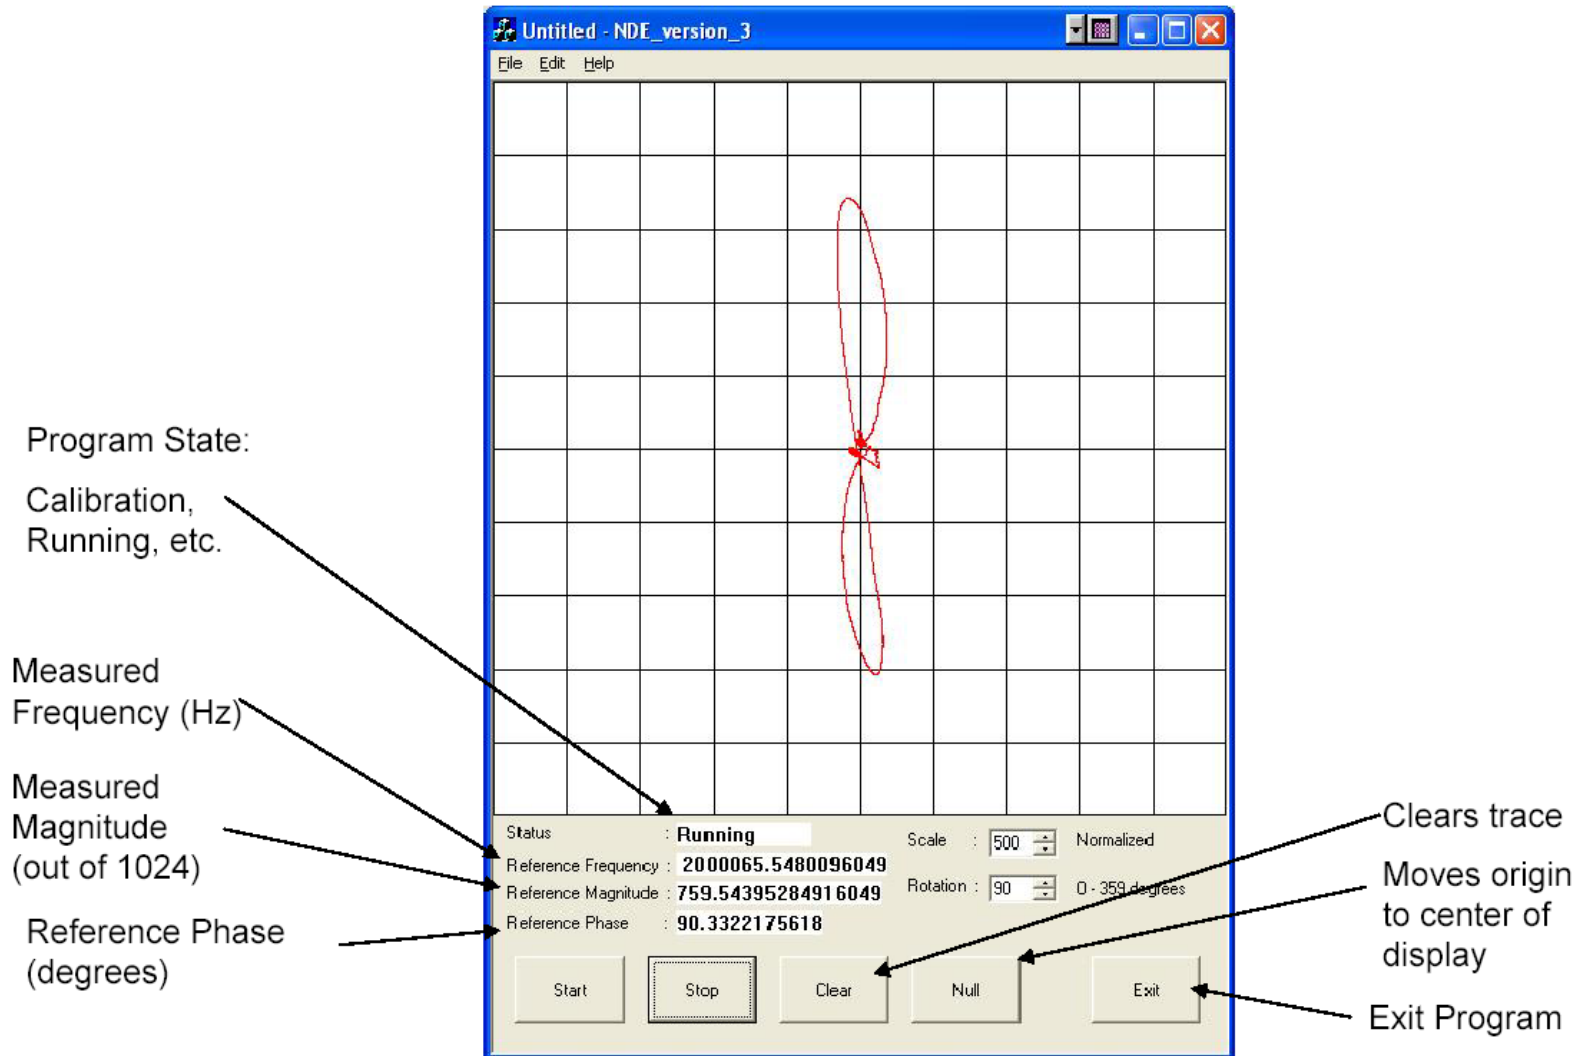 Untitled - NDE_version_3
File Edit Help
Program State:
Calibration,
Running, etc.
Measured
Frequency (Hz)
Measured
Magnitude
(out of 1024)
Reference Phase
(degrees)
Status : Running
Reference Frequency : 2000065.5480096049
Reference Magnitude : 759.54395284916049
Reference Phase : 90.3322175618
Scale : 500 Normalized
Rotation : 90 0 - 359 degrees
Start Stop Clear Null Exit
Clears trace
Moves origin
to center of
display
Exit Program